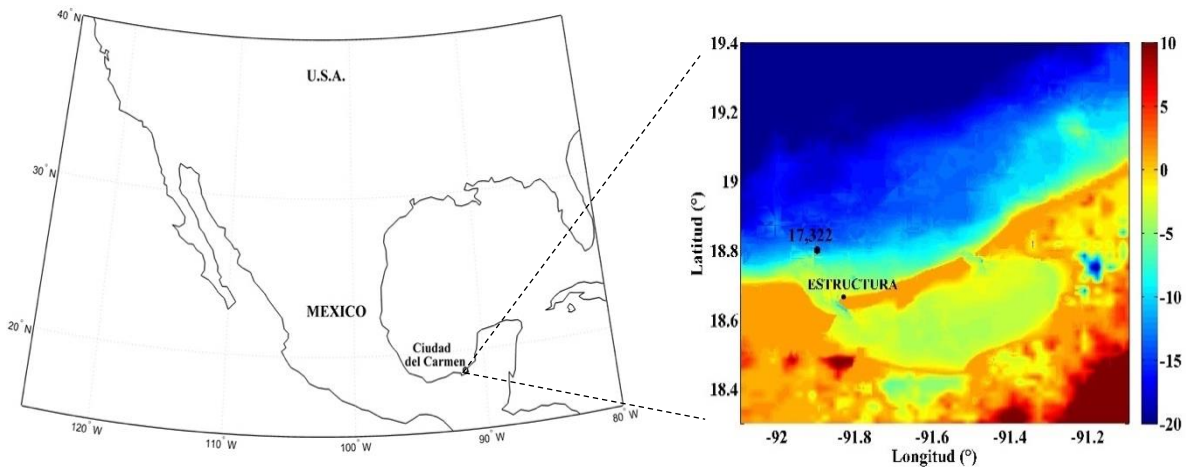 40° N
30° N
20° N
120° W
110° W
100° W
90° W
80° W
U.S.A.
MEXICO
Ciudad
del Carmen
19.4
19.2
19
18.8
18.6
18.4
Latitud (°)
17,322
ESTRUCTURA
-92
-91.8
-91.6
-91.4
-91.2
Longitud (°)
10
5
0
-5
-10
-15
-20